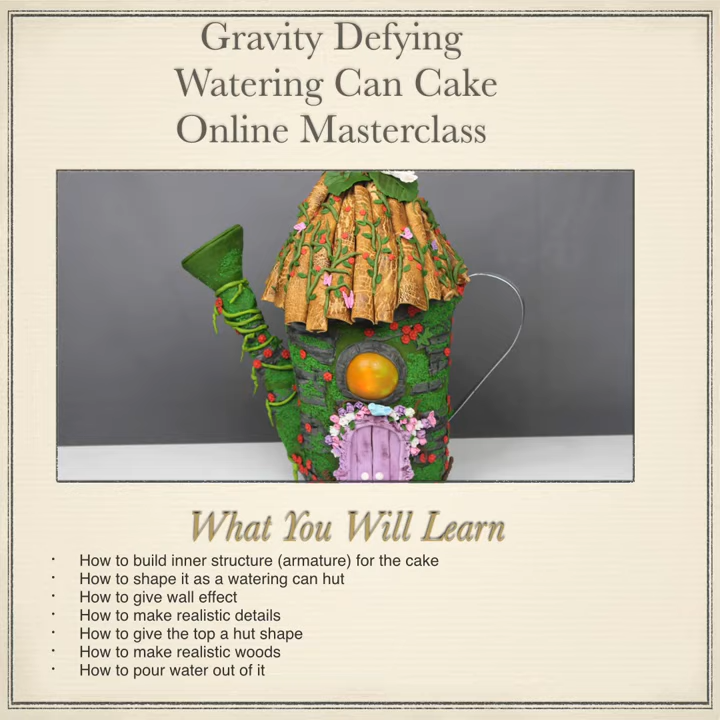 Gravity Defying
Watering Can Cake
Online Masterclass
What You Will Learn
· How to build inner structure (armature) for the cake
· How to shape it as a watering can hut
· How to give wall effect
· How to make realistic details
· How to give the top a hut shape
· How to make realistic woods
· How to pour water out of it